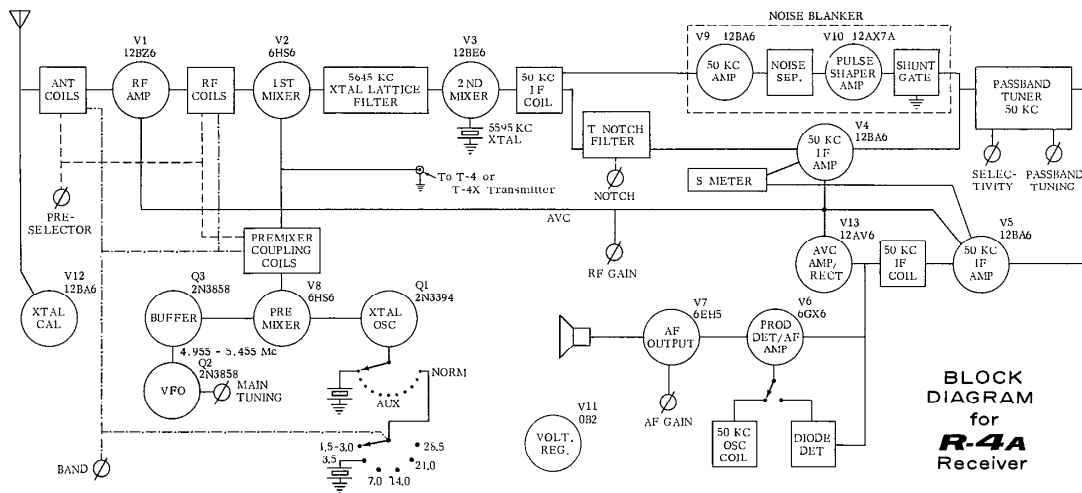 NOISE BLANKER
V1
12BZ6
V2
6HS6
V3
12BE6
V9
12BA6
V10 12AX7A
ANT
COILS
RF
AMP
RF
COILS
1ST
MIXER
5645 KC
XTAL LATTICE
FILTER
2ND
MIXER
50 KC
IF
COIL
50 KC
AMP
NOISE
SEP.
PULSE
SHAPER
AMP
SHUNT
GATE
PASSBAND
TUNER
50 KC
5595 KC
XTAL
T NOTCH
FILTER
V4
12BA6
50 KC
IF
AMP
To T-4 or
T-4X Transmitter
NOTCH
S METER
SELEC-
TIVITY
PASSBAND
TUNING
PRE-
SELECTOR
AVC
PREMIXER
COUPLING
COILS
RF GAIN
V13
12AV6
AVC
AMP/
RECT
50 KC
IF
COIL
V5
12BA6
50 KC
IF
AMP
V12
12BA6
XTAL
CAL
Q3
2N3858
BUFFER
V8
6HS6
PRE
MIXER
Q1
2N3394
XTAL
OSC
V7
6EH5
AF
OUTPUT
V6
6GX6
PROD
DET/AF
AMP
4.955 - 5.455 Mc
Q2
2N3858
VFO
MAIN
TUNING
NORM
AUX
AF GAIN
V11
0B2
VOLT.
REG.
50 KC
OSC
COIL
DIODE
DET
BAND
1.5-3.0
3.5
7.0
14.0
21.0
28.5
BLOCK
DIAGRAM
for
R-4A
Receiver